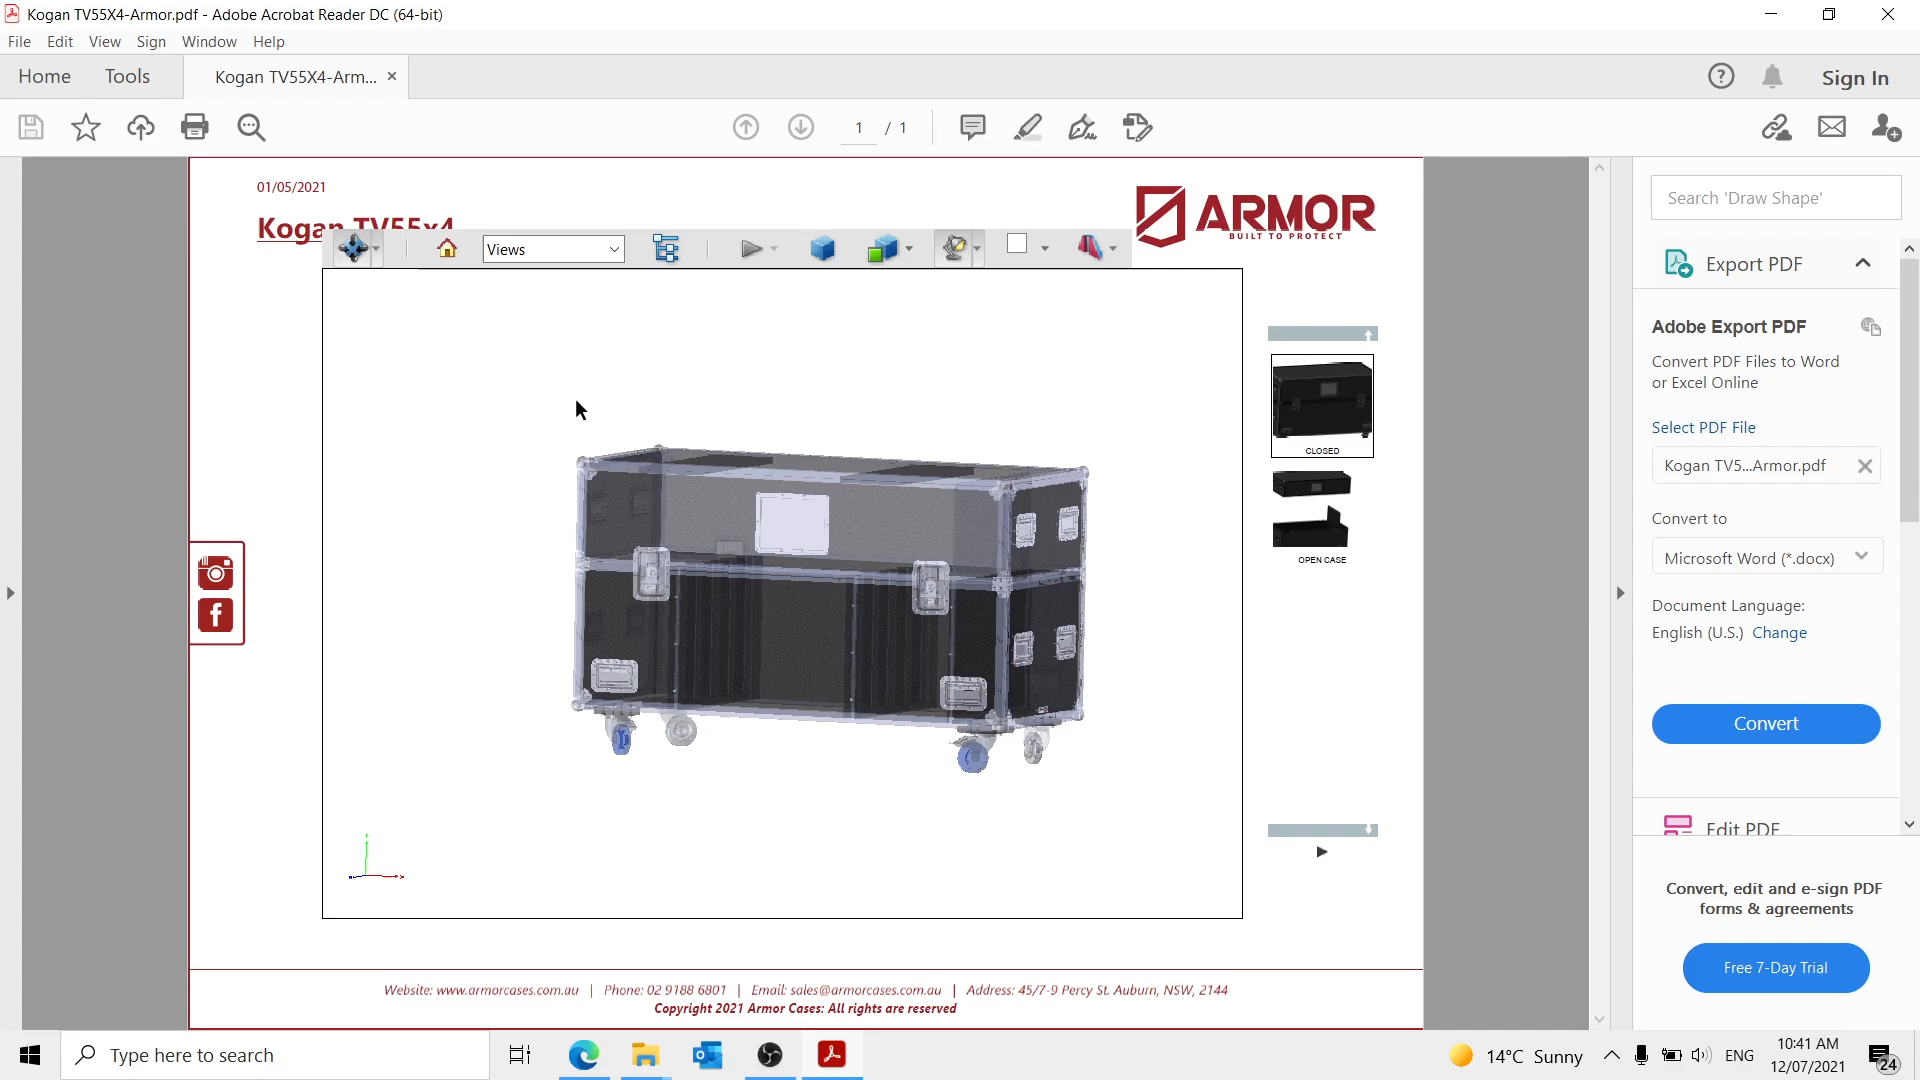 Kogan TV55X4-Armor.pdf - Adobe Acrobat Reader DC (64-bit)
File Edit View Sign Window Help
Home Tools Kogan TV55X4-Arm... Sign In
1 / 1
01/05/2021
Kogan TV55x4
ARMOR
BUILT TO PROTECT
Views
CLOSED
OPEN CASE
Search 'Draw Shape'
Export PDF
Adobe Export PDF
Convert PDF Files to Word
or Excel Online
Select PDF File
Kogan TV5...Armor.pdf
Convert to
Microsoft Word (*.docx)
Document Language:
English (U.S.) Change
Convert
Edit PDF
Convert, edit and e-sign PDF
forms & agreements
Free 7-Day Trial
Website: www.armorcases.com.au | Phone: 02 9188 6801 | Email: sales@armorcases.com.au | Address: 45/7-9 Percy St. Auburn, NSW, 2144
Copyright 2021 Armor Cases: All rights are reserved
Type here to search
14°C Sunny
ENG
10:41 AM
12/07/2021
24